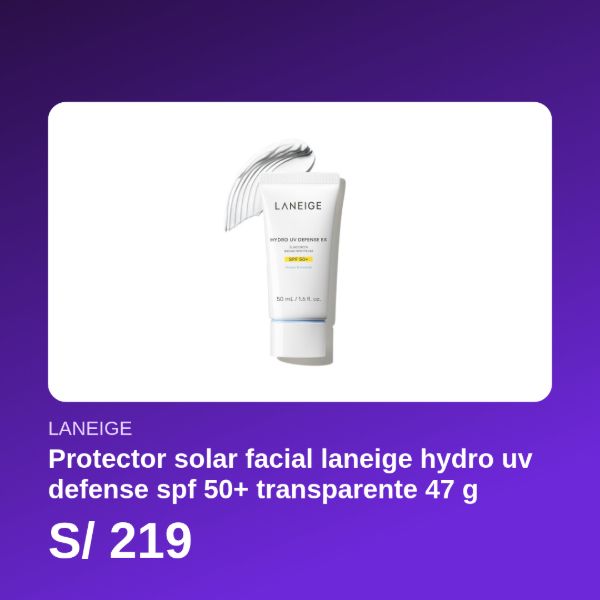 LANEIGE
HYDRO UV DEFENSE EX
SUNSCREEN
SPF 50+
50 mL / 1.6 fl. oz.
LANEIGE
Protector solar facial laneige hydro uv
defense spf 50+ transparente 47 g
S/ 219